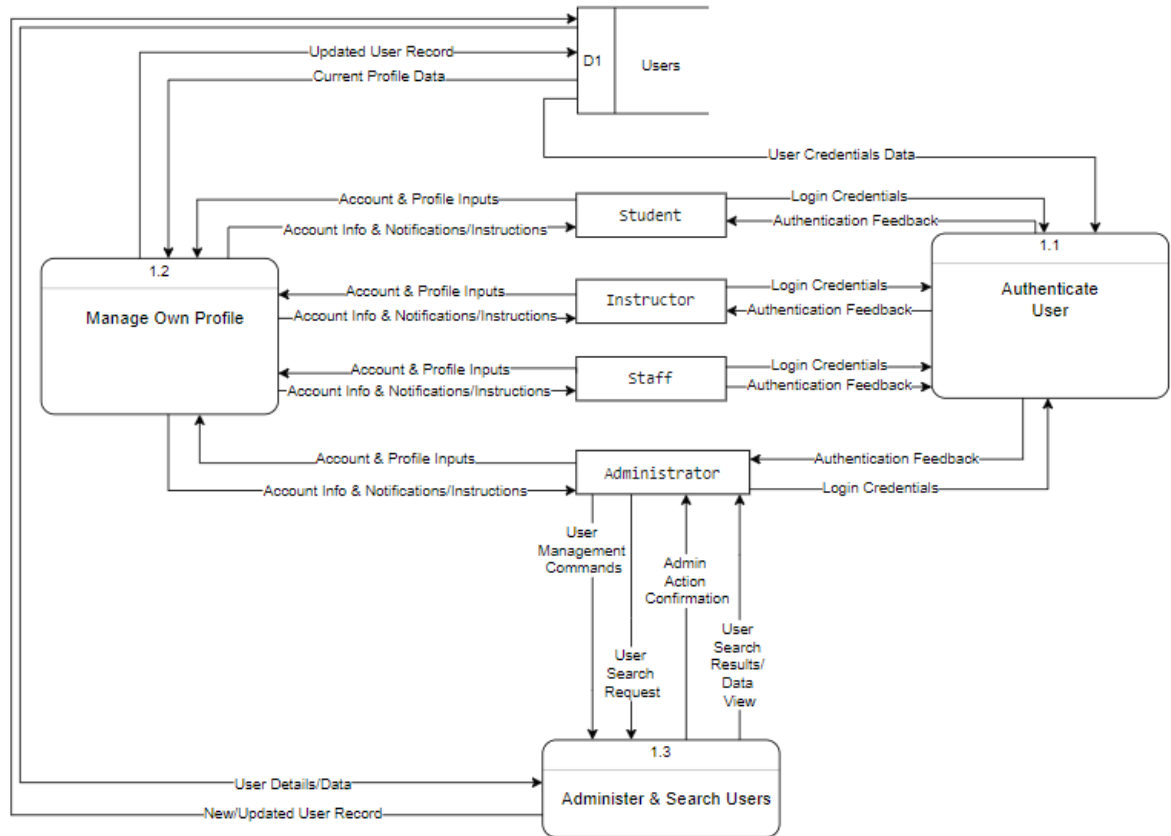 Updated User Record
D1
Users
Current Profile Data
User Credentials Data
Account & Profile Inputs
Student
Login Credentials
Authentication Feedback
Account Info & Notifications/Instructions
1.2
Manage Own Profile
1.1
Authenticate
User
Account & Profile Inputs
Instructor
Login Credentials
Account Info & Notifications/Instructions
Authentication Feedback
Account & Profile Inputs
Staff
Login Credentials
Account Info & Notifications/Instructions
Authentication Feedback
Account & Profile Inputs
Administrator
Authentication Feedback
Account Info & Notifications/Instructions
Login Credentials
User
Management
Commands
Admin
Action
Confirmation
User
Search
Request
User
Search
Results/
Data
View
1.3
Administer & Search Users
User Details/Data
New/Updated User Record